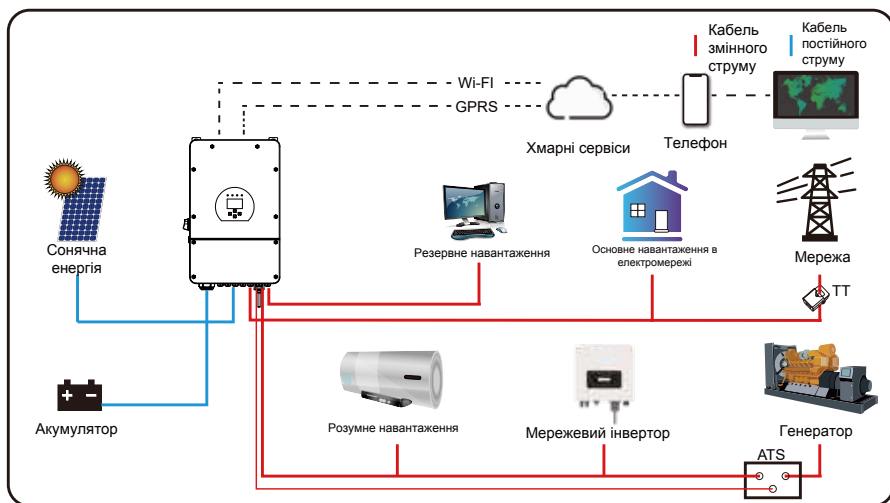 Кабель
змінного
струму
Кабель
постійного
струму
Wi-FI
GPRS
Хмарні сервіси
Телефон
Сонячна
енергія
Резервне навантаження
Основне навантаження в
електромережі
Мережа
ТТ
Акумулятор
Розумне навантаження
Мережевий інвертор
Генератор
ATS